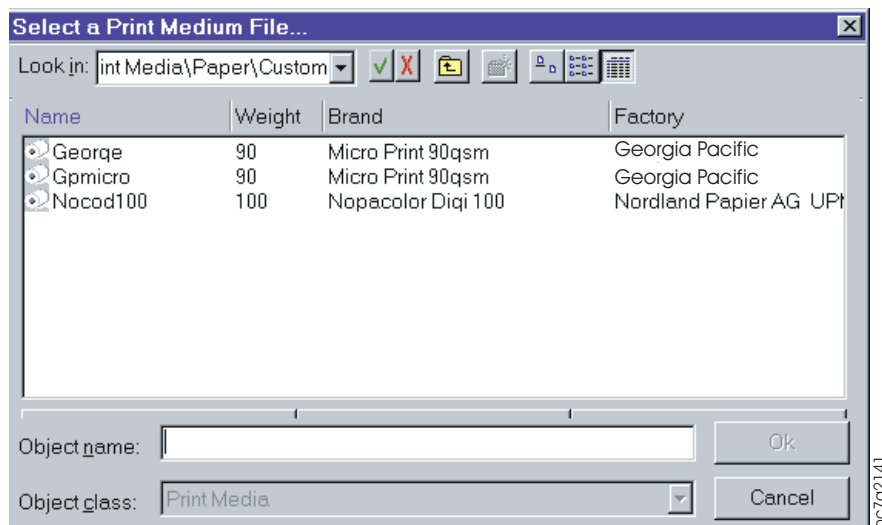 Select a Print Medium File...
Look in: int Media\Paper\Custom
Name Weight Brand Factory
George 90 Micro Print 90gsm Georgia Pacific
Gpmicro 90 Micro Print 90gsm Georgia Pacific
Nocod100 100 Nopacolor Digi 100 Nordland Papier AG UPM
Object name: Ok
Object class: Print Media Cancel